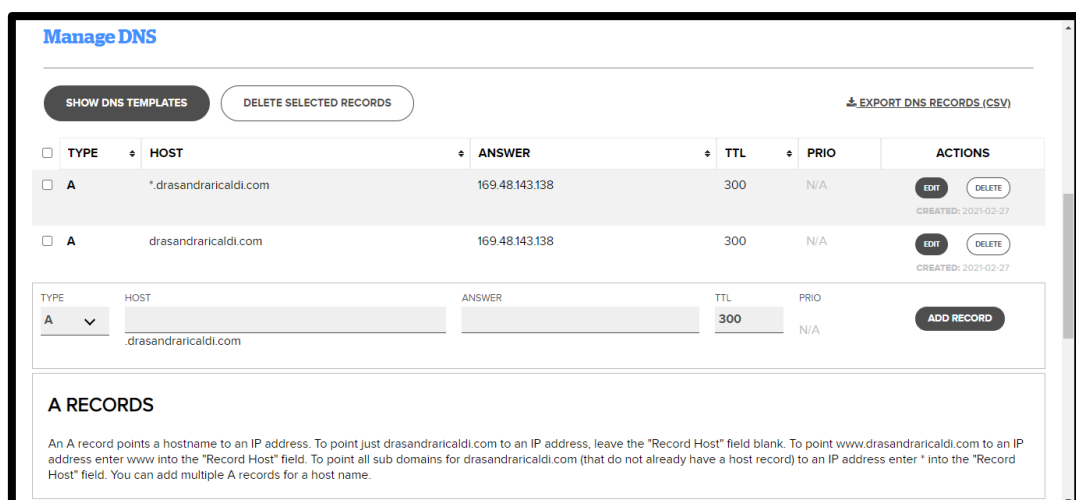 Manage DNS
SHOW DNS TEMPLATES DELETE SELECTED RECORDS EXPORT DNS RECORDS (CSV)
TYPE HOST ANSWER TTL PRIO ACTIONS
A *.drasandraricaldi.com 169.48.143.138 300 N/A EDIT DELETE
CREATED: 2021-02-27
A drasandraricaldi.com 169.48.143.138 300 N/A EDIT DELETE
CREATED: 2021-02-27
TYPE HOST ANSWER TTL PRIO
A 300 N/A ADD RECORD
.drasandraricaldi.com
A RECORDS
An A record points a hostname to an IP address. To point just drasandraricaldi.com to an IP address, leave the "Record Host" field blank. To point www.drasandraricaldi.com to an IP
address enter www into the "Record Host" field. To point all sub domains for drasandraricaldi.com (that do not already have a host record) to an IP address enter * into the "Record
Host" field. You can add multiple A records for a host name.